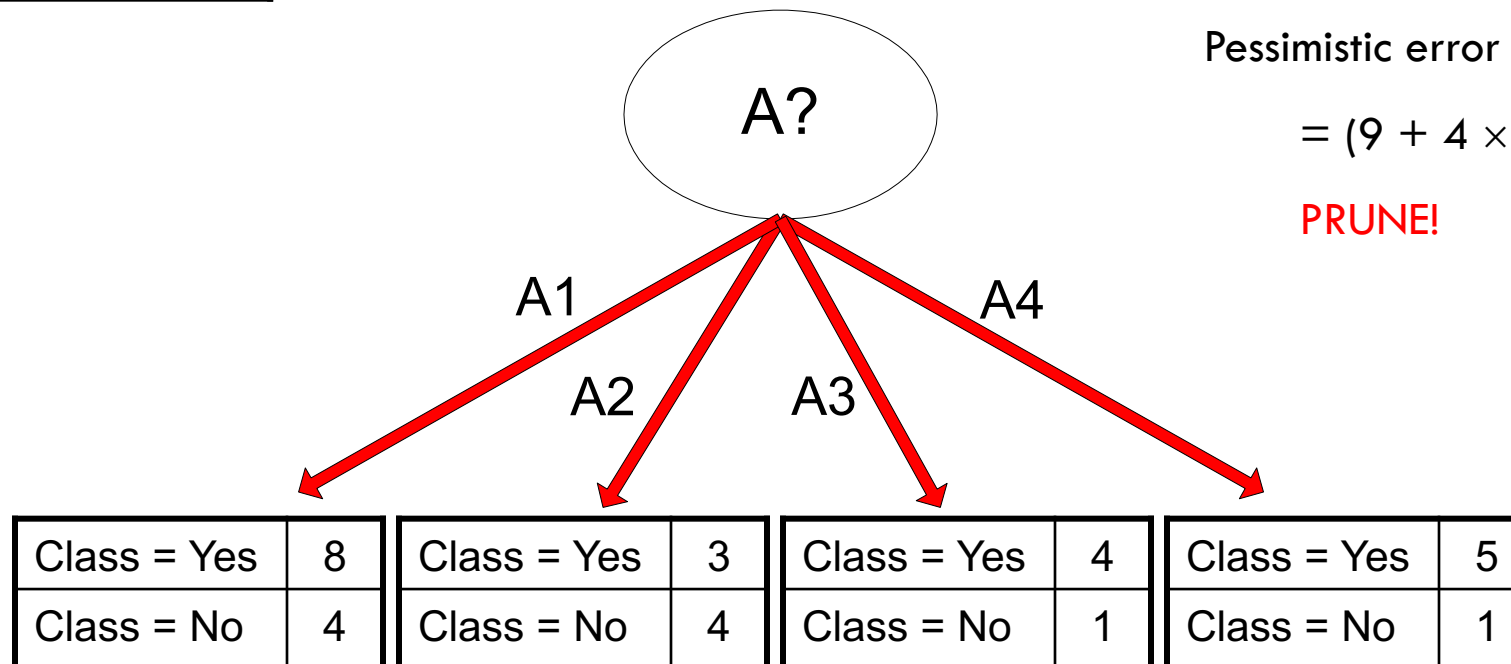 Pessimistic error
= (9 + 4 ×
PRUNE!
A?
A1
A4
A2
A3
Class = Yes 8 Class = Yes 3 Class = Yes 4 Class = Yes 5
Class = No 4 Class = No 4 Class = No 1 Class = No 1